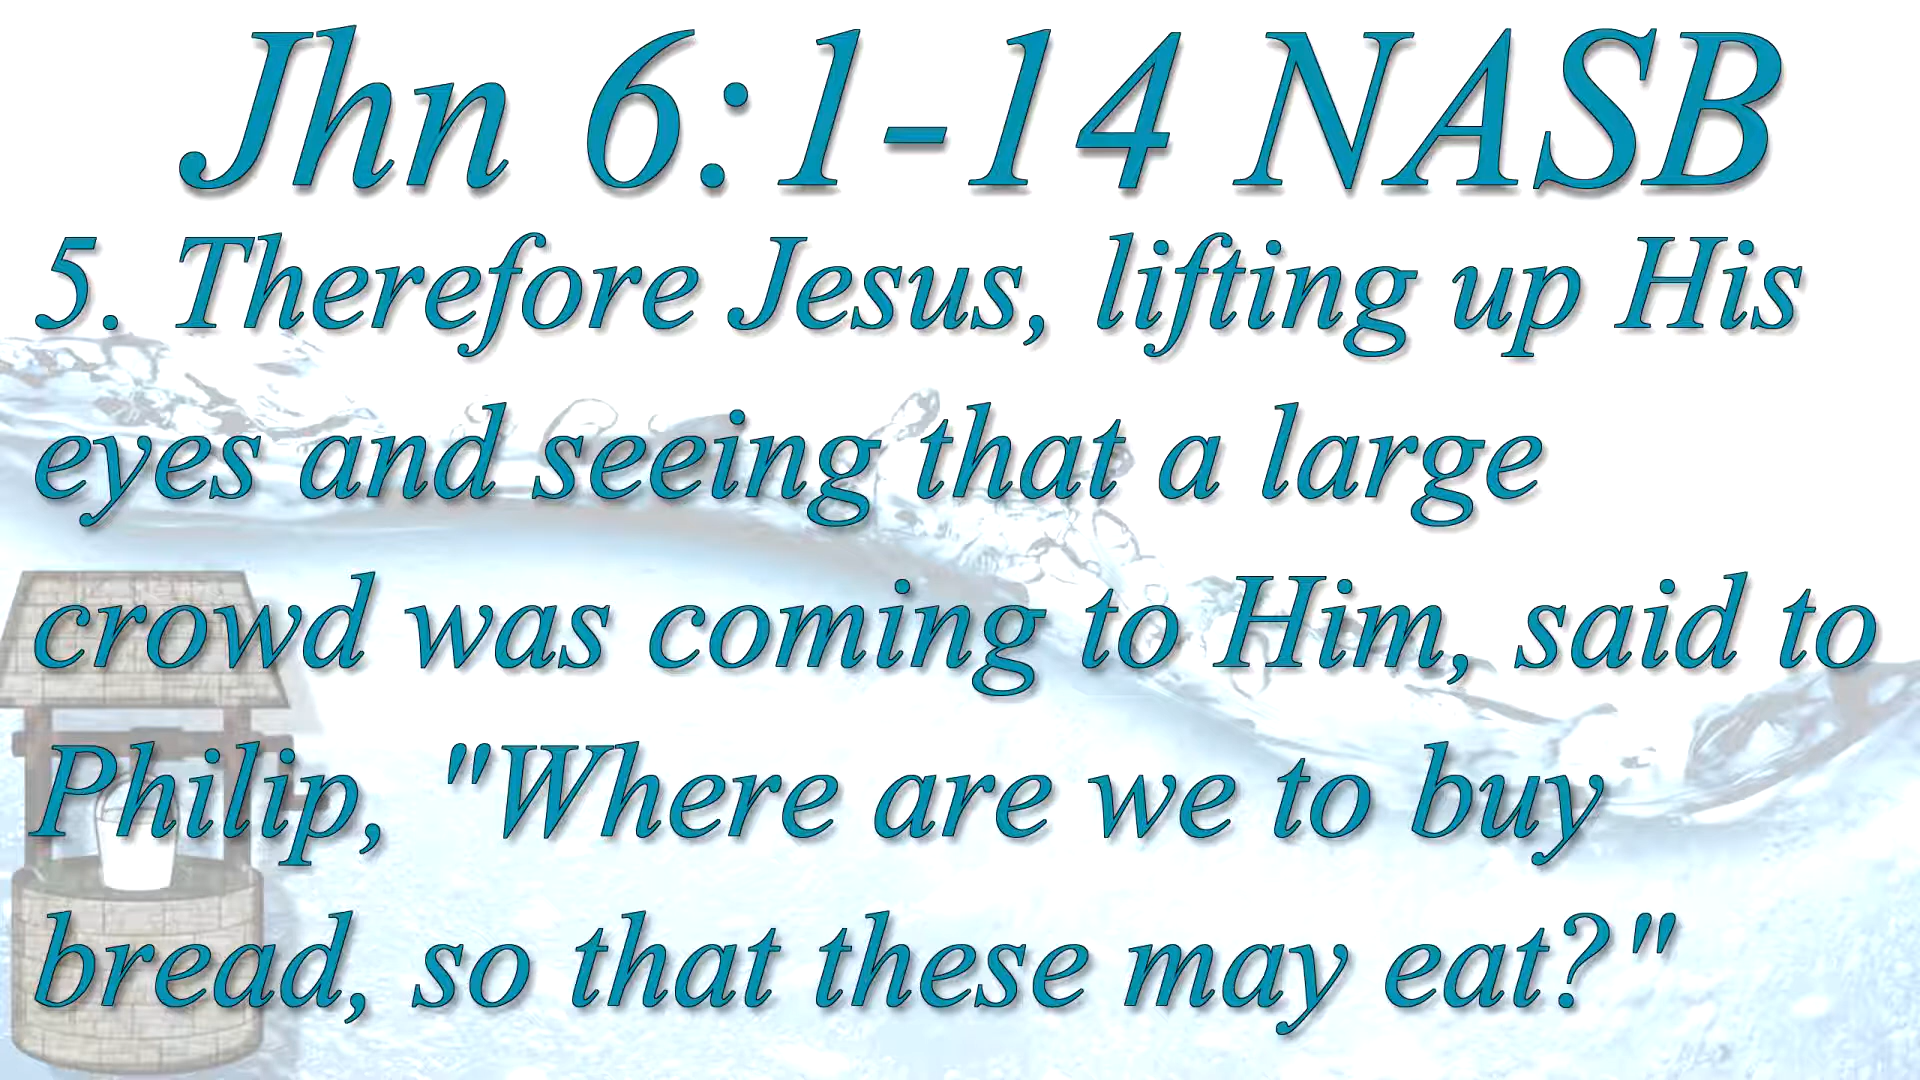 Jhn 6:1-14 NASB
5. Therefore Jesus, lifting up His
eyes and seeing that a large
crowd was coming to Him, said to
Philip, "Where are we to buy
bread, so that these may eat?"